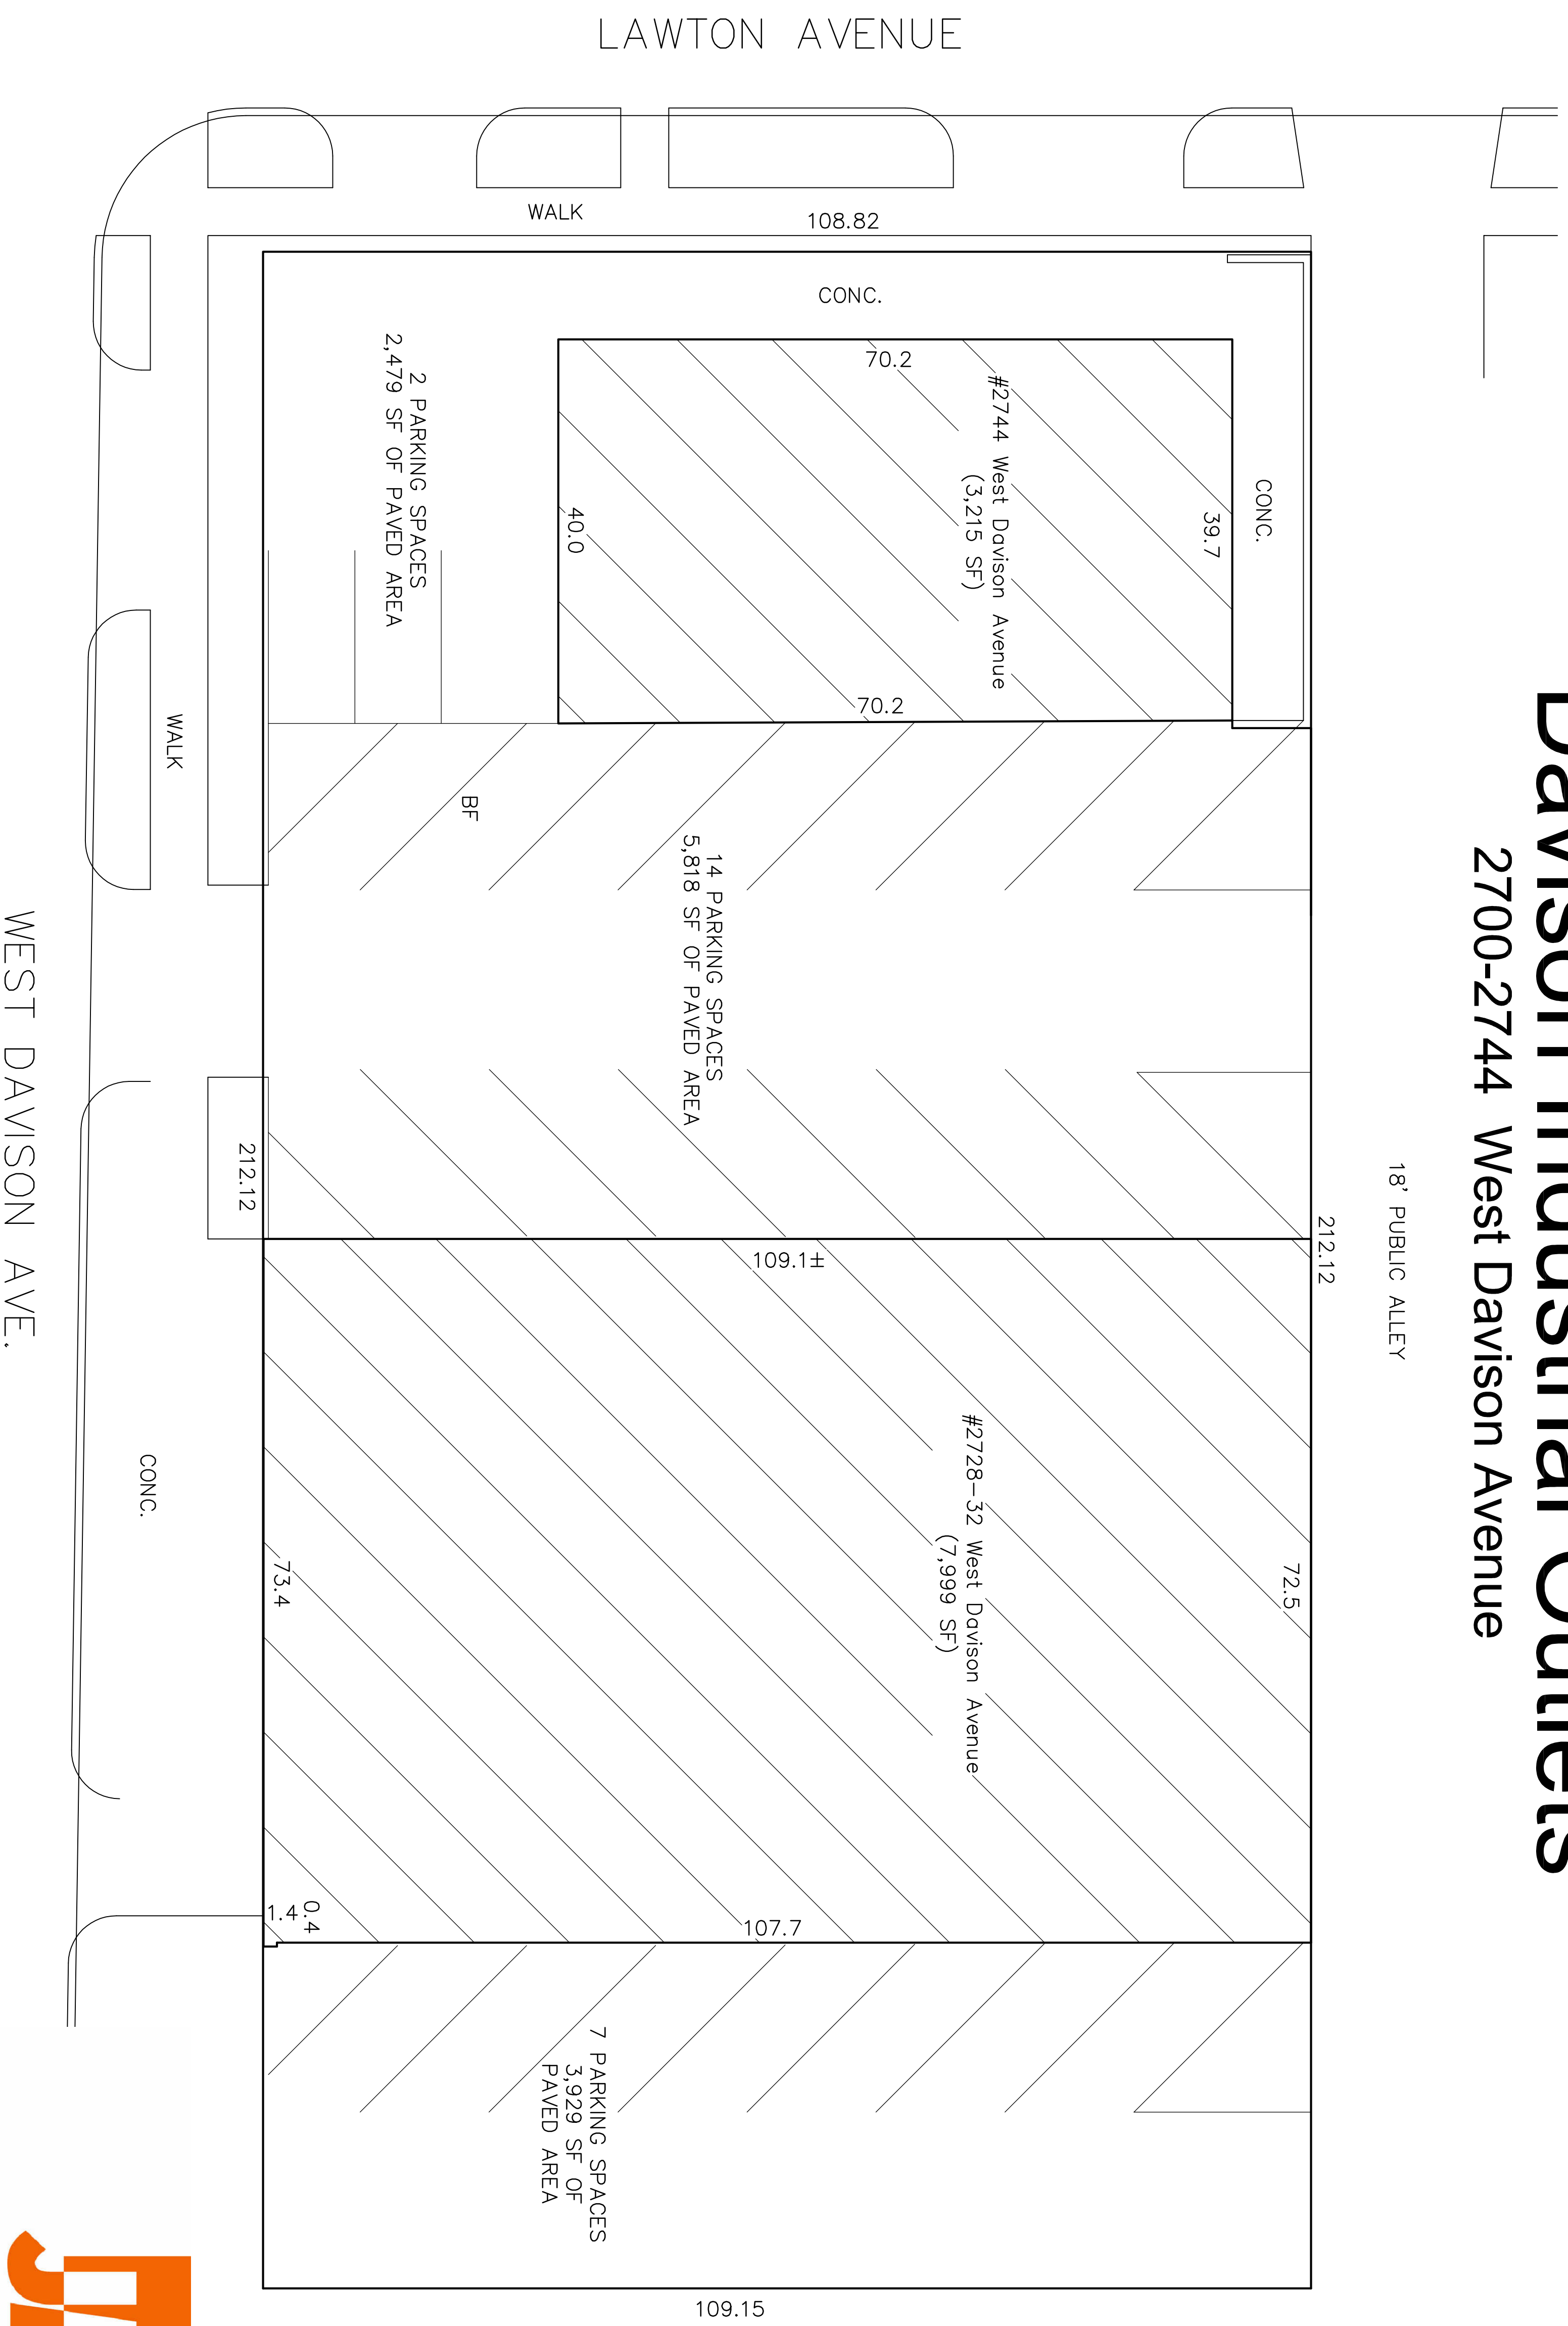 Davison Industrial Outlets
2700-2744 West Davison Avenue
18' PUBLIC ALLEY
212.12
LAWTON AVENUE
WALK
108.82
CONC.
CONC.
39.7
70.2
#2744 West Davison Avenue
(3,215 SF)
70.2
40.0
2 PARKING SPACES
2,479 SF OF PAVED AREA
BF
14 PARKING SPACES
5,818 SF OF PAVED AREA
109.1±
72.5
#2728-32 West Davison Avenue
(7,999 SF)
73.4
107.7
0.4
1.4
7 PARKING SPACES
3,929 SF OF
PAVED AREA
109.15
212.12
WALK
CONC.
WEST DAVISON AVE.